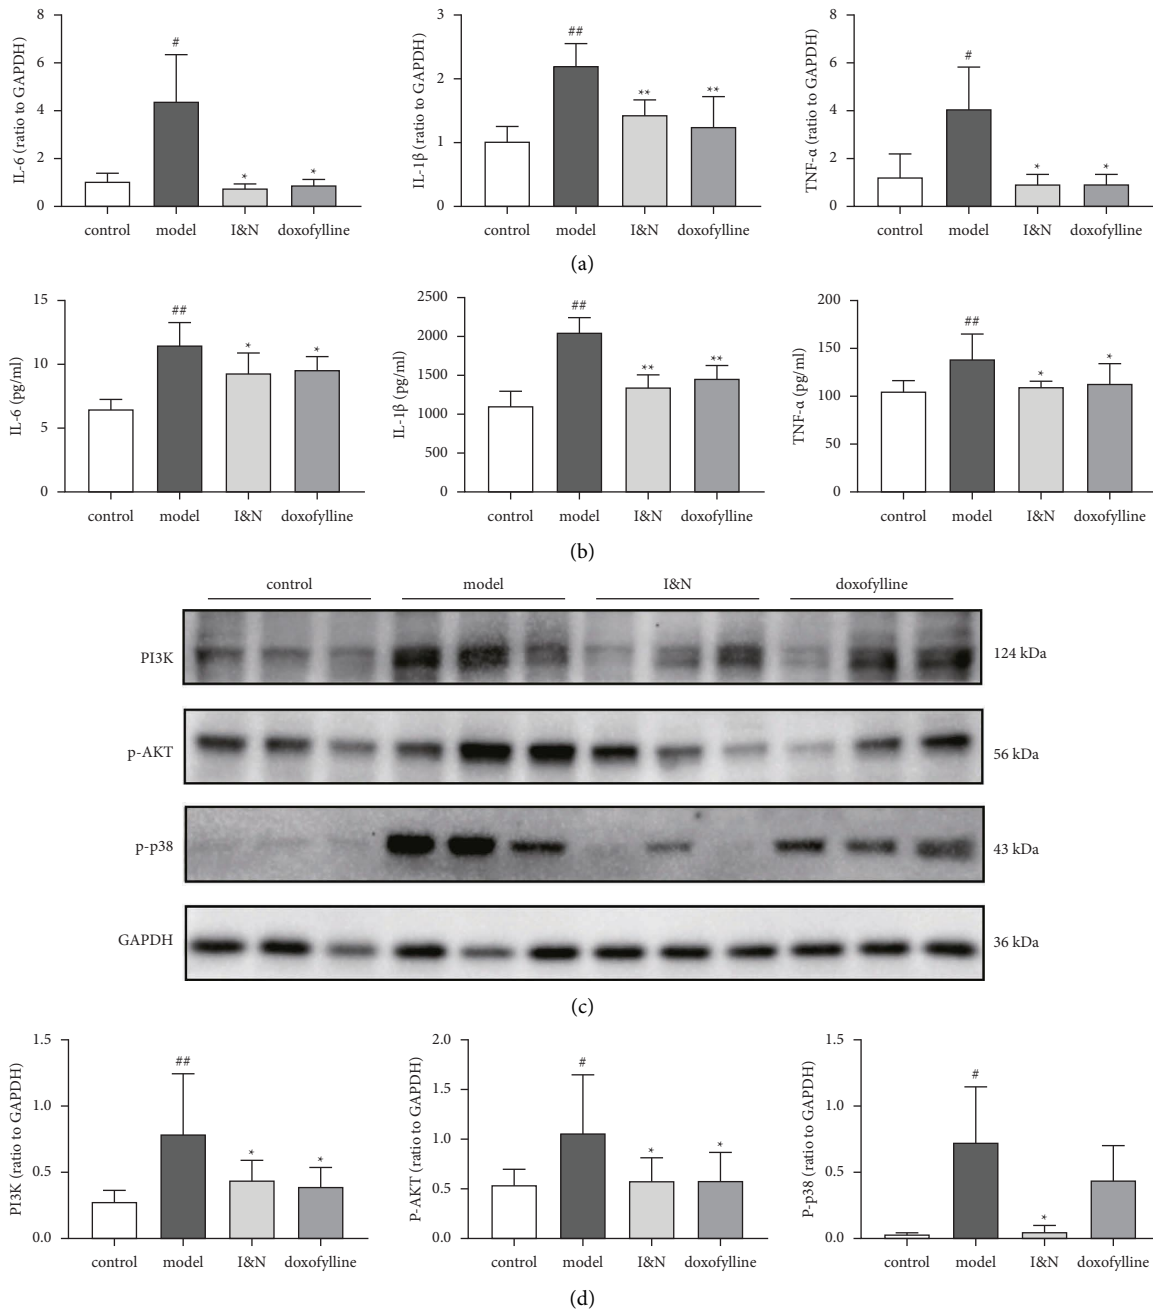 8
6
4
2
0
IL-6 (ratio to GAPDH)
#
*
*
control model I&N doxofylline
3
2
1
0
IL-1β (ratio to GAPDH)
##
**
**
control model I&N doxofylline
8
6
4
2
0
TNF-α (ratio to GAPDH)
#
*
*
control model I&N doxofylline
(a)
15
10
5
0
IL-6 (pg/ml)
##
*
*
control model I&N doxofylline
2500
2000
1500
1000
500
0
IL-1β (pg/ml)
##
**
**
control model I&N doxofylline
200
150
100
50
0
TNF-α (pg/ml)
##
*
*
control model I&N doxofylline
(b)
control model I&N doxofylline
PI3K 124 kDa
p-AKT 56 kDa
p-p38 43 kDa
GAPDH 36 kDa
(c)
1.5
1.0
0.5
0.0
PI3K (ratio to GAPDH)
##
*
*
control model I&N doxofylline
2.0
1.5
1.0
0.5
0.0
P-AKT (ratio to GAPDH)
#
*
*
control model I&N doxofylline
1.5
1.0
0.5
0.0
P-p38 (ratio to GAPDH)
#
*
control model I&N doxofylline
(d)